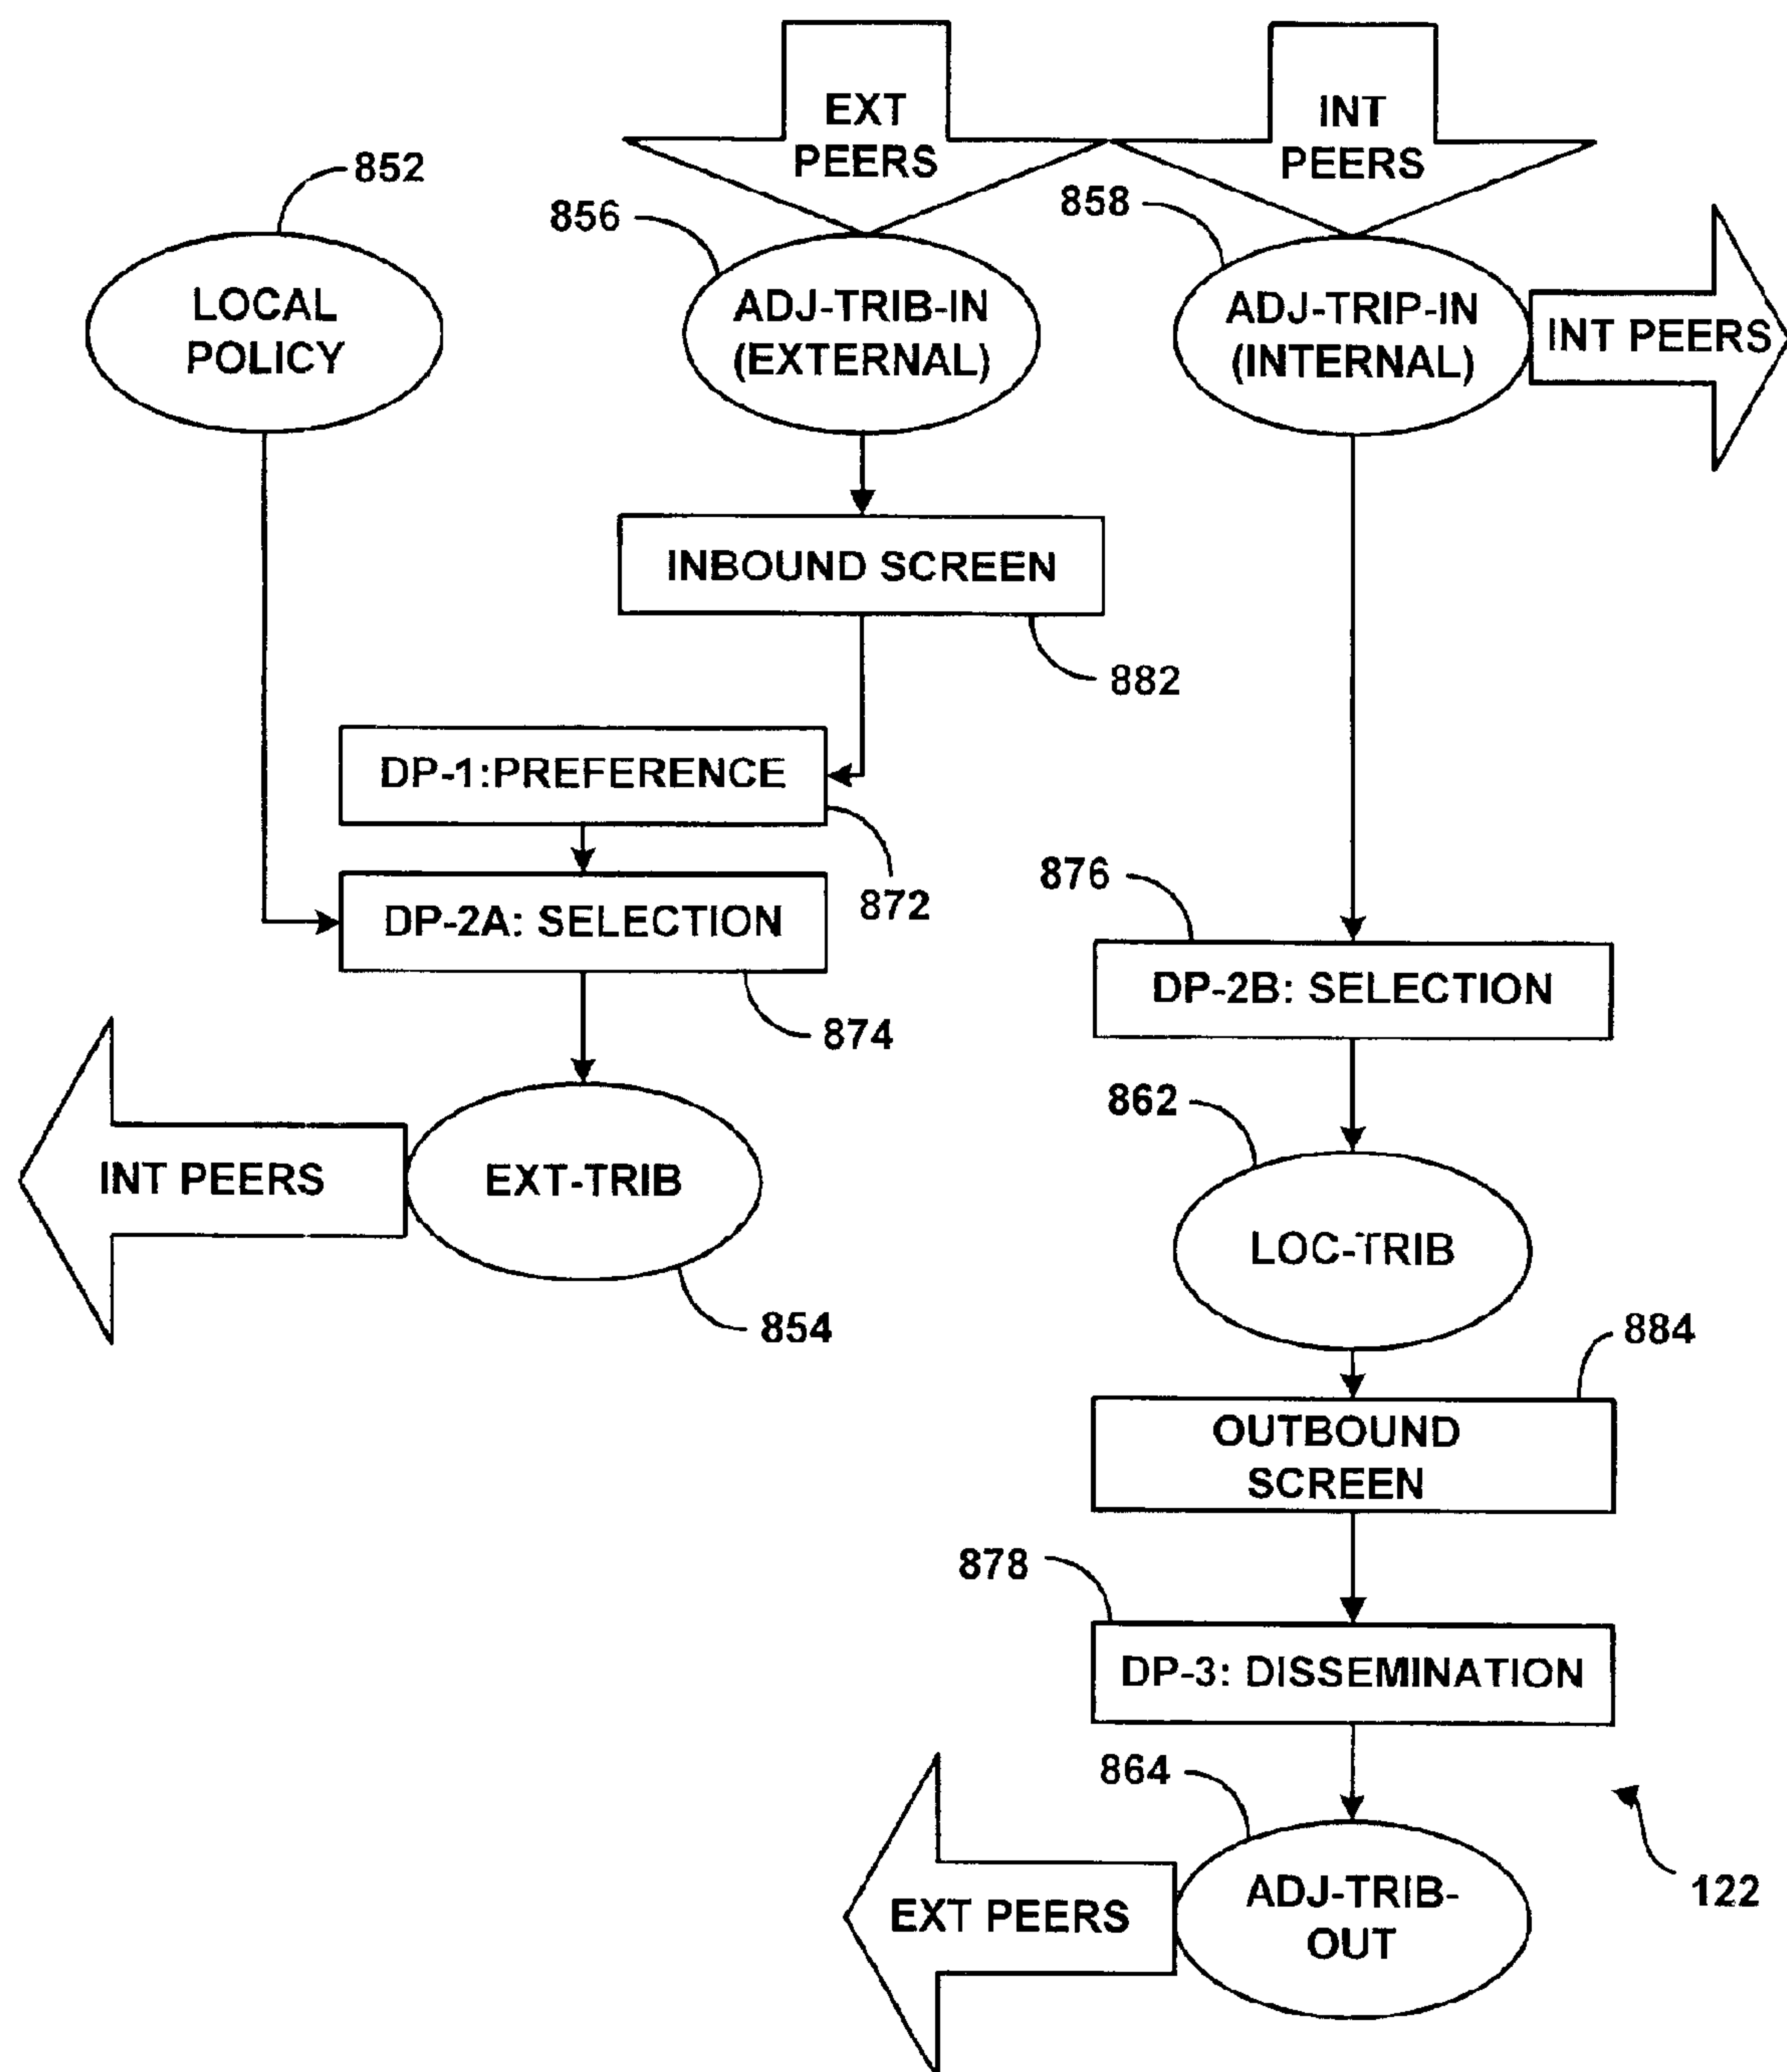 EXT
PEERS
INT
PEERS
852
856
858
LOCAL
POLICY
ADJ-TRIB-IN
(EXTERNAL)
ADJ-TRIP-IN
(INTERNAL)
INT PEERS
INBOUND SCREEN
882
DP-1:PREFERENCE
872
DP-2A: SELECTION
874
876
DP-2B: SELECTION
862
INT PEERS
EXT-TRIB
854
LOC-TRIB
884
OUTBOUND
SCREEN
878
DP-3: DISSEMINATION
864
EXT PEERS
ADJ-TRIB-
OUT
122